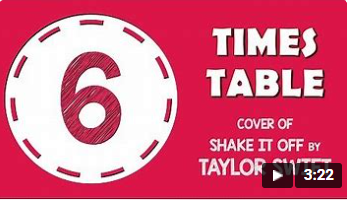 6
TIMES
TABLE
COVER OF
SHAKE IT OFF BY
TAYLOR SWIFT
3:22